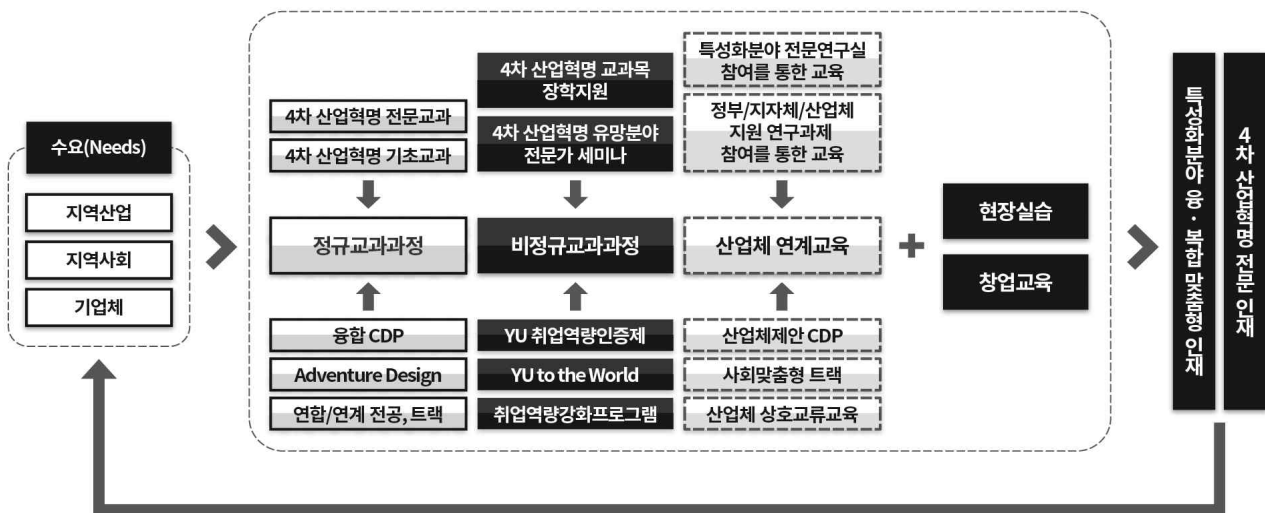 수요(Needs)
지역산업
지역사회
기업체
4차 산업혁명 전문교과
4차 산업혁명 기초교과
정규교과과정
융합 CDP
Adventure Design
연합/연계 전공, 트랙
4차 산업혁명 교과목
장학지원
4차 산업혁명 유망분야
전문가 세미나
비정규교과과정
YU 취업역량인증제
YU to the World
취업역량강화프로그램
특성화분야 전문연구실
참여를 통한 교육
정부/지자체/산업체
지원 연구과제
참여를 통한 교육
산업체 연계교육
산업체제안 CDP
사회맞춤형 트랙
산업체 상호교류교육
+
현장실습
창업교육
특성화분야 융·복합 맞춤형 인재
4차 산업혁명 전문 인재